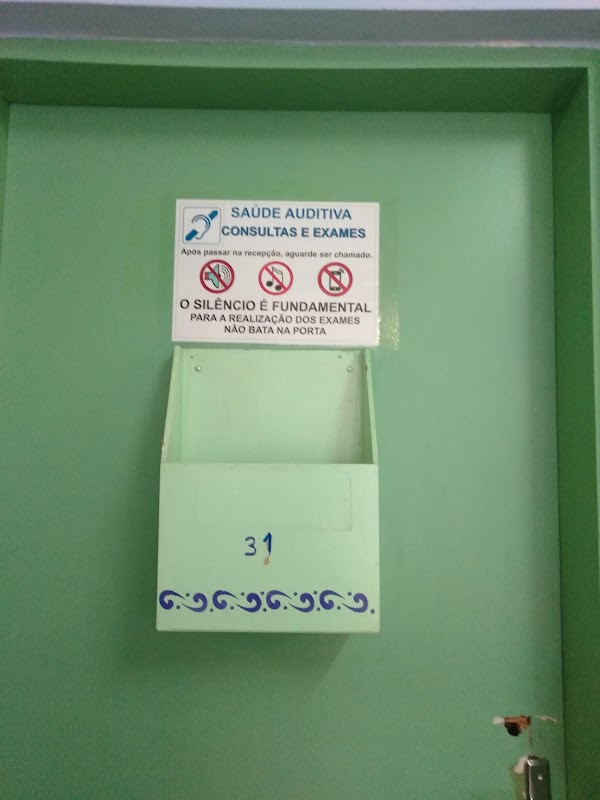 SAÚDE AUDITIVA
CONSULTAS E EXAMES
Após passar na recepção, aguarde ser chamado.
O SILÊNCIO É FUNDAMENTAL
PARA A REALIZAÇÃO DOS EXAMES
NÃO BATA NA PORTA
31